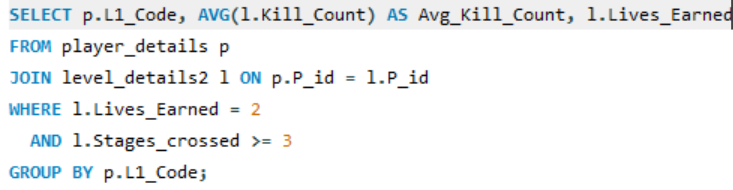 SELECT p.L1_Code, AVG(l.Kill_Count) AS Avg_Kill_Count, l.Lives_Earned
FROM player_details p
JOIN level_details2 l ON p.P_id = l.P_id
WHERE l.Lives_Earned = 2
  AND l.Stages_crossed >= 3
GROUP BY p.L1_Code;